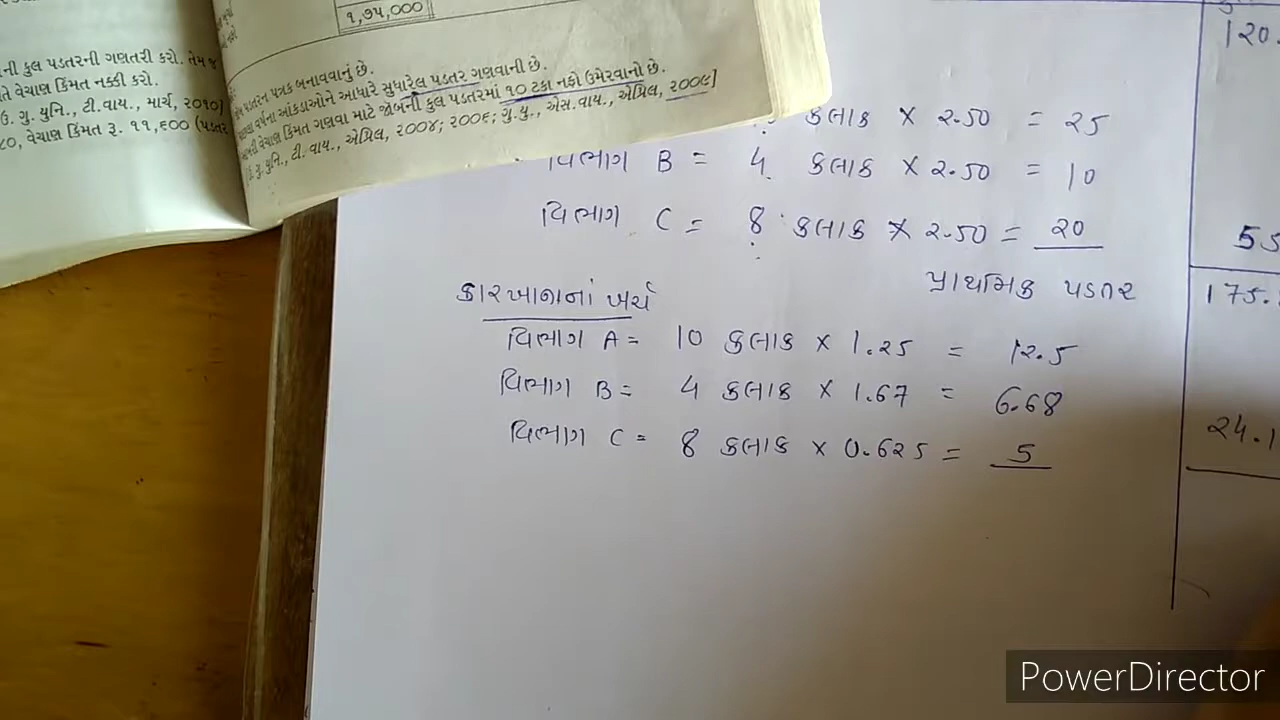 ૧,૭૫,૦૦૦
ની કુલ પડતરની ગણતરી કરો. તેમ જ
તે વેચાણ કિંમત નક્કી કરો.
ગુ. યુનિ., ટી.વાય., માર્ચ, ૨૦૧૦]
વેચાણ કિંમત રૂ. ૧૧,૬૦૦ (પડતર
પડતરનું પત્રક બનાવવાનું છે.
વર્ષના આંકડાઓને આધારે સુધારેલ પડતર ગણવાની છે.
વેચાણ કિંમત ગણવા માટે જોબની કુલ પડતરમાં ૧૦ ટકા નફો ઉમેરવાનો છે.
ગુ. યુનિ., ટી. વાય., એપ્રિલ, ૨૦૦૪; ૨૦૦૬; ગુ.યુ., એસ.વાય., એપ્રિલ, ૨૦૦૯]
કલાક × 2.50 = 25
વિભાગ B = 4 કલાક × 2.50 = 10
વિભાગ C = 8 કલાક × 2.50 = 20
પ્રાથમિક પડતર
કારખાનાનાં ખર્ચ
વિભાગ A = 10 કલાક × 1.25 = 12.5
વિભાગ B = 4 કલાક × 1.67 = 6.68
વિભાગ C = 8 કલાક × 0.625 = 5
120.
55
175.
24.1
PowerDirector